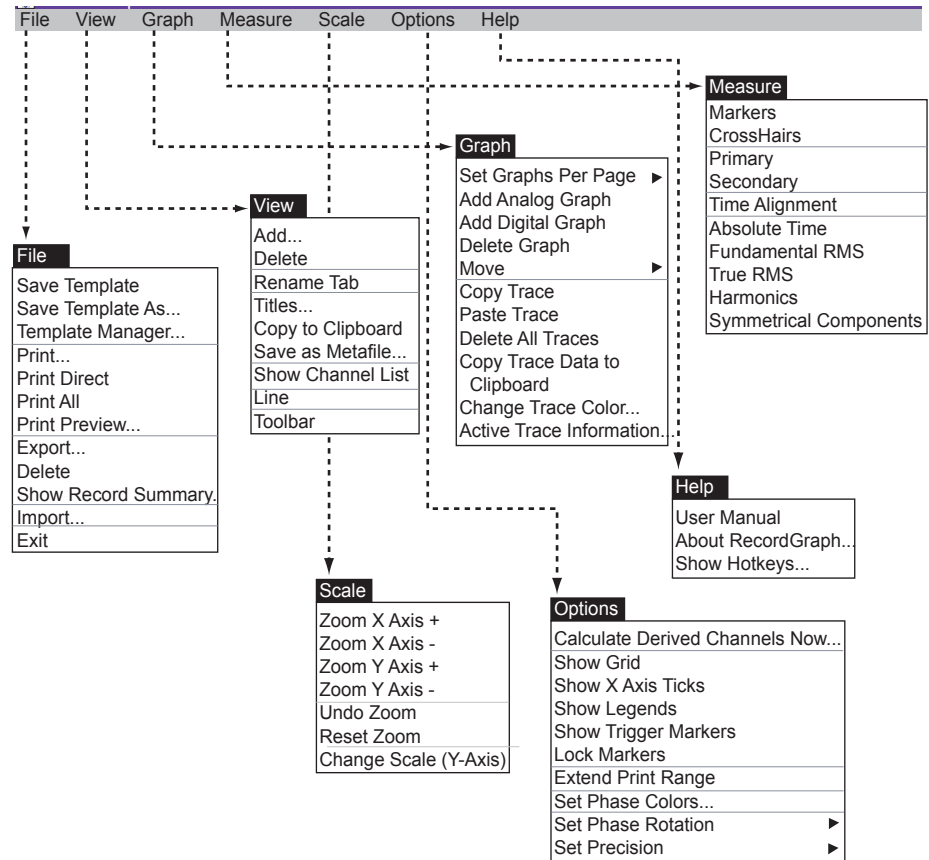 File View Graph Measure Scale Options Help
Measure
Markers
CrossHairs
Primary
Secondary
Time Alignment
Absolute Time
Fundamental RMS
True RMS
Harmonics
Symmetrical Components
Graph
Set Graphs Per Page
Add Analog Graph
Add Digital Graph
Delete Graph
Move
Copy Trace
Paste Trace
Delete All Traces
Copy Trace Data to
Clipboard
Change Trace Color...
Active Trace Information...
View
Add...
Delete
Rename Tab
Titles...
Copy to Clipboard
Save as Metafile...
Show Channel List
Line
Toolbar
File
Save Template
Save Template As...
Template Manager...
Print...
Print Direct
Print All
Print Preview...
Export...
Delete
Show Record Summary.
Import...
Exit
Help
User Manual
About RecordGraph...
Show Hotkeys...
Scale
Zoom X Axis +
Zoom X Axis -
Zoom Y Axis +
Zoom Y Axis -
Undo Zoom
Reset Zoom
Change Scale (Y-Axis)
Options
Calculate Derived Channels Now...
Show Grid
Show X Axis Ticks
Show Legends
Show Trigger Markers
Lock Markers
Extend Print Range
Set Phase Colors...
Set Phase Rotation
Set Precision